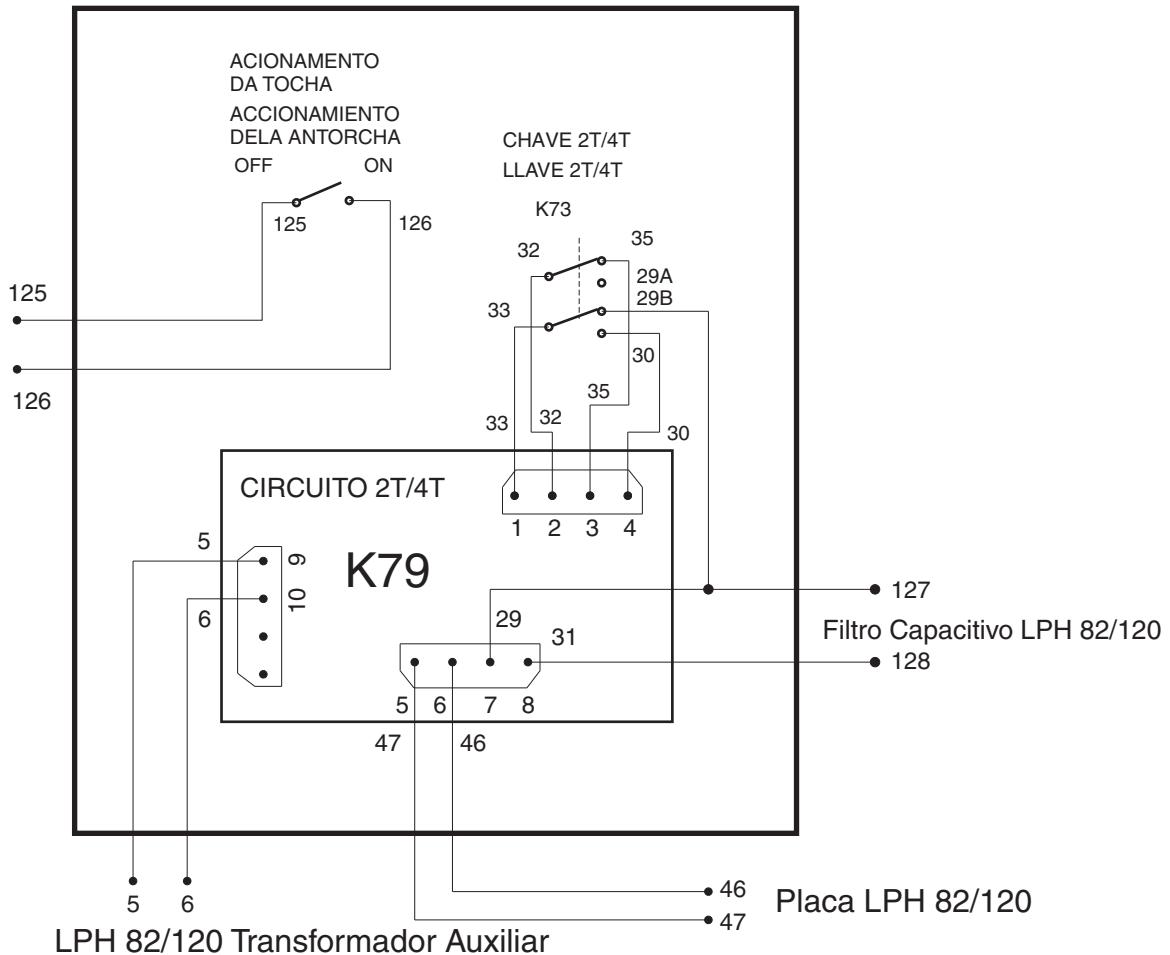 ACIONAMENTO
DA TOCHA
ACCIONAMIENTO
DELA ANTORCHA
OFF ON
125 126
CHAVE 2T/4T
LLAVE 2T/4T
K73
32 35
29A
29B
33
30
35
33 32 30
125
126
CIRCUITO 2T/4T
1 2 3 4
K79
5 9
6 10
29 31
5 6 7 8
47 46
127
Filtro Capacitivo LPH 82/120
128
5 6
LPH 82/120 Transformador Auxiliar
46
47
Placa LPH 82/120